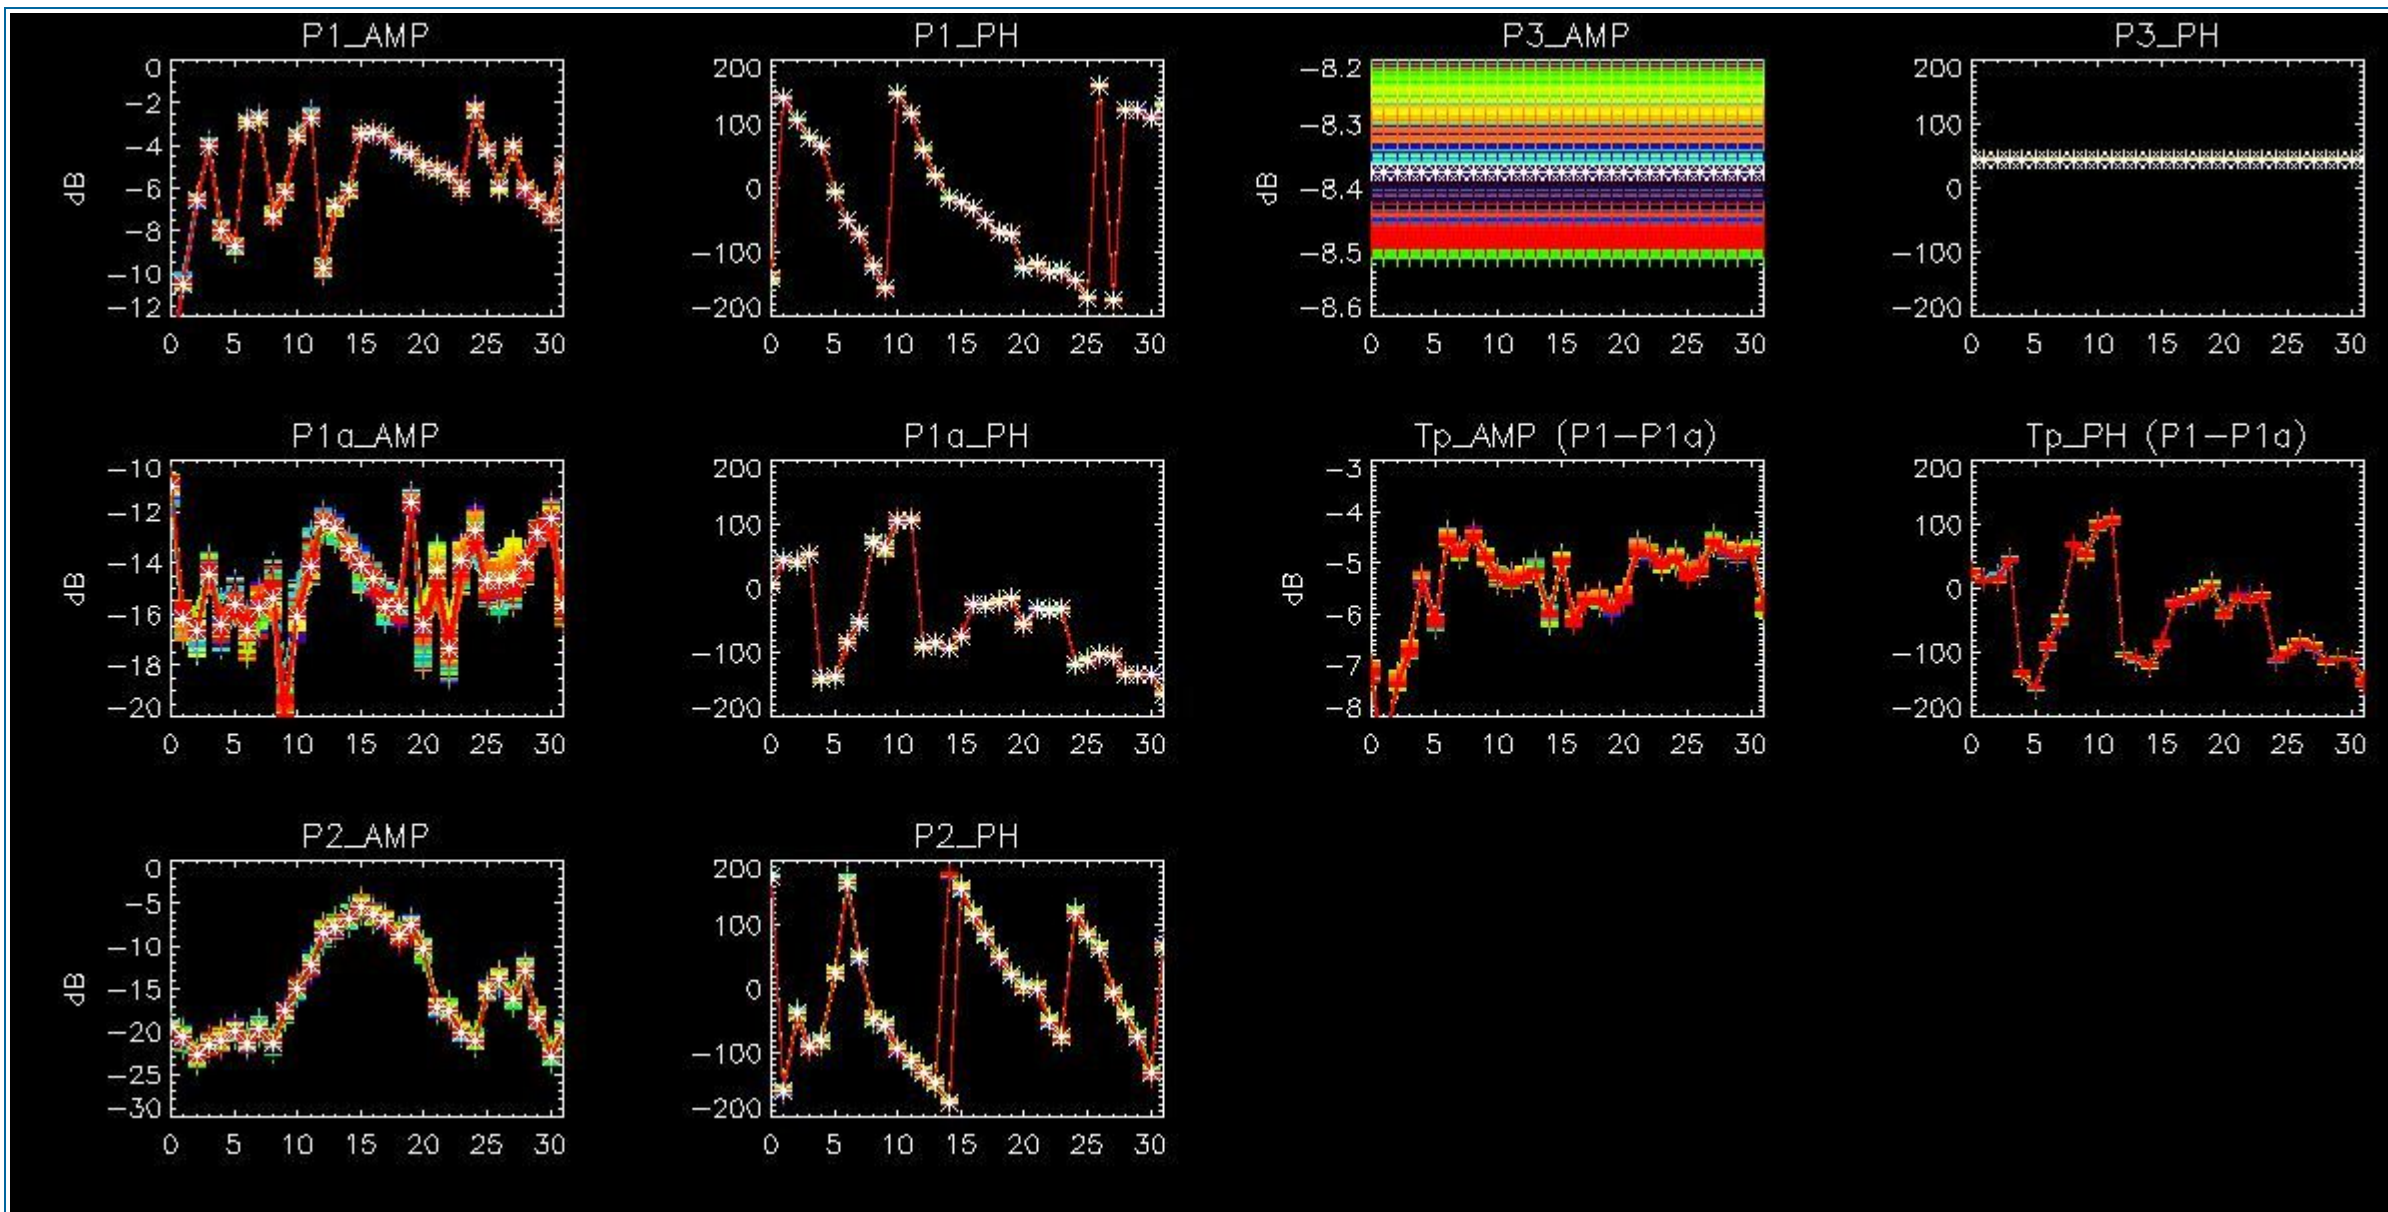 P1_AMP
P1_PH
P3_AMP
P3_PH
0
−2
−4
−6
−8
−10
−12
dB
0 5 10 15 20 25 30
200
100
0
−100
−200
0 5 10 15 20 25 30
−8.2
−8.3
−8.4
−8.5
−8.6
dB
0 5 10 15 20 25 30
200
100
0
−100
−200
0 5 10 15 20 25 30
P1a_AMP
P1a_PH
Tp_AMP (P1−P1a)
Tp_PH (P1−P1a)
−10
−12
−14
−16
−18
−20
dB
0 5 10 15 20 25 30
200
100
0
−100
−200
0 5 10 15 20 25 30
−3
−4
−5
−6
−7
−8
dB
0 5 10 15 20 25 30
200
100
0
−100
−200
0 5 10 15 20 25 30
P2_AMP
P2_PH
0
−5
−10
−15
−20
−25
−30
dB
0 5 10 15 20 25 30
200
100
0
−100
−200
0 5 10 15 20 25 30